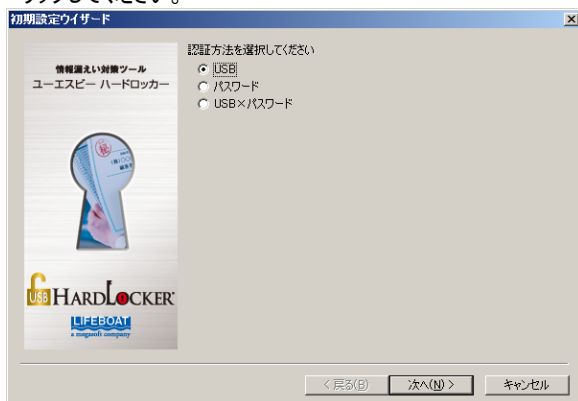 初期設定ウィザード
認証方法を選択してください
USB
パスワード
USB×パスワード
情報漏えい対策ツール
ユーエスビー ハードロッカー
㊙
USB HARDLOCKER
LIFEBOAT
a megasoft company
< 戻る(B)
次へ(N) >
キャンセル